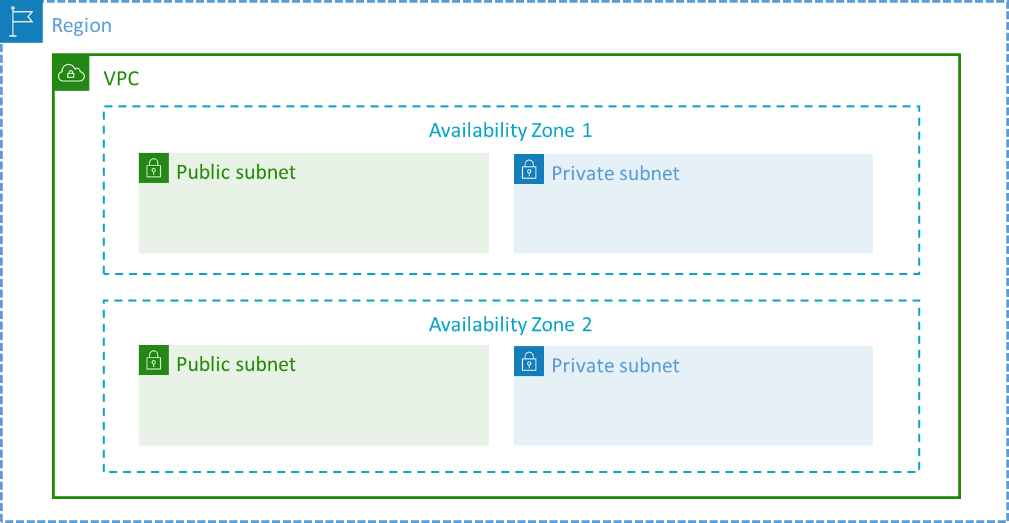 Region
VPC
Availability Zone 1
Public subnet
Private subnet
Availability Zone 2
Public subnet
Private subnet